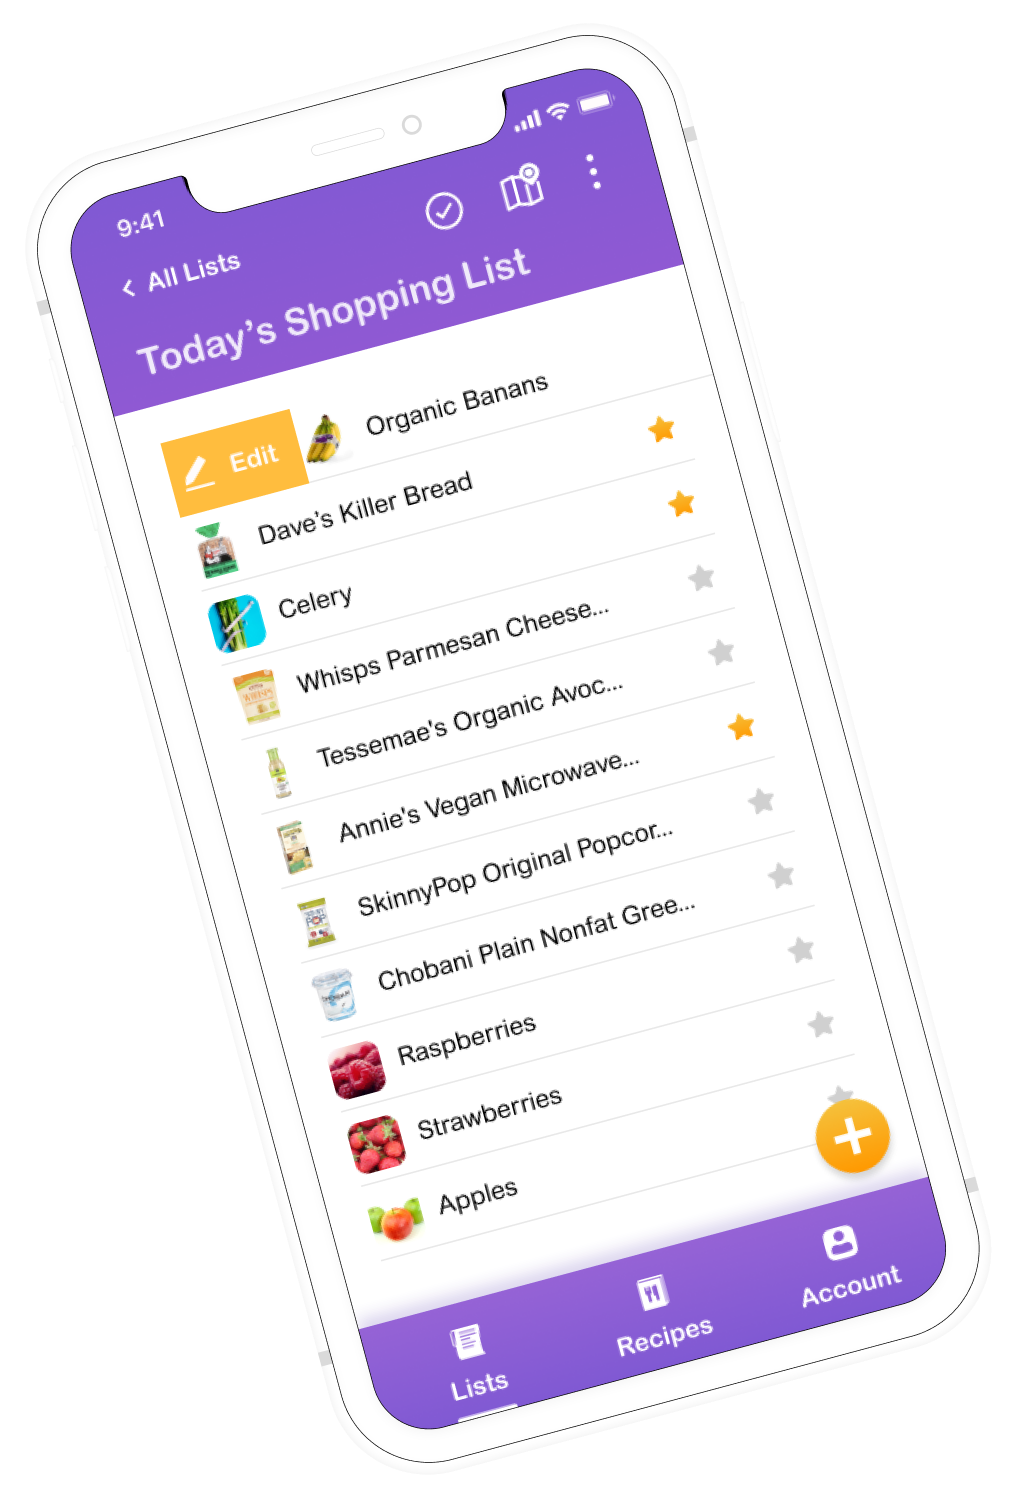 9:41
All Lists
Today's Shopping List
Edit
Organic Banans
Dave's Killer Bread
Celery
Whisps Parmesan Cheese...
Tessemae's Organic Avoc...
Annie's Vegan Microwave...
SkinnyPop Original Popcor...
Chobani Plain Nonfat Gree...
Raspberries
Strawberries
Apples
Lists
Recipes
Account